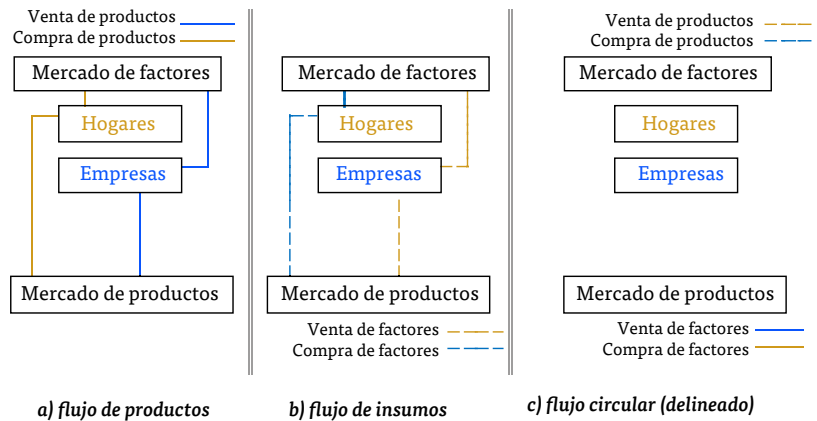 Venta de productos
Compra de productos
Mercado de factores
Hogares
Empresas
Mercado de productos
a) flujo de productos
Mercado de factores
Hogares
Empresas
Mercado de productos
Venta de factores
Compra de factores
b) flujo de insumos
Venta de productos
Compra de productos
Mercado de factores
Hogares
Empresas
Mercado de productos
Venta de factores
Compra de factores
c) flujo circular (delineado)